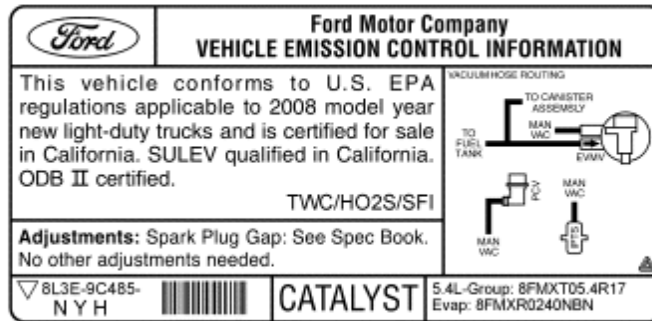 Ford
Ford Motor Company
VEHICLE EMISSION CONTROL INFORMATION
This vehicle conforms to U.S. EPA
regulations applicable to 2008 model year
new light-duty trucks and is certified for sale
in California. SULEV qualified in California.
ODB II certified.
TWC/HO2S/SFI
Adjustments: Spark Plug Gap: See Spec Book.
No other adjustments needed.
VACUUM HOSE ROUTING
TO CANISTER
ASSEMBLY
MAN
VAC
TO
FUEL
TANK
EVMV
PCV
MAN
VAC
MAN
VAC
FTS
8L3E-9C485-
N Y H
CATALYST
5.4L-Group: 8FMXT05.4R17
Evap: 8FMXR0240NBN